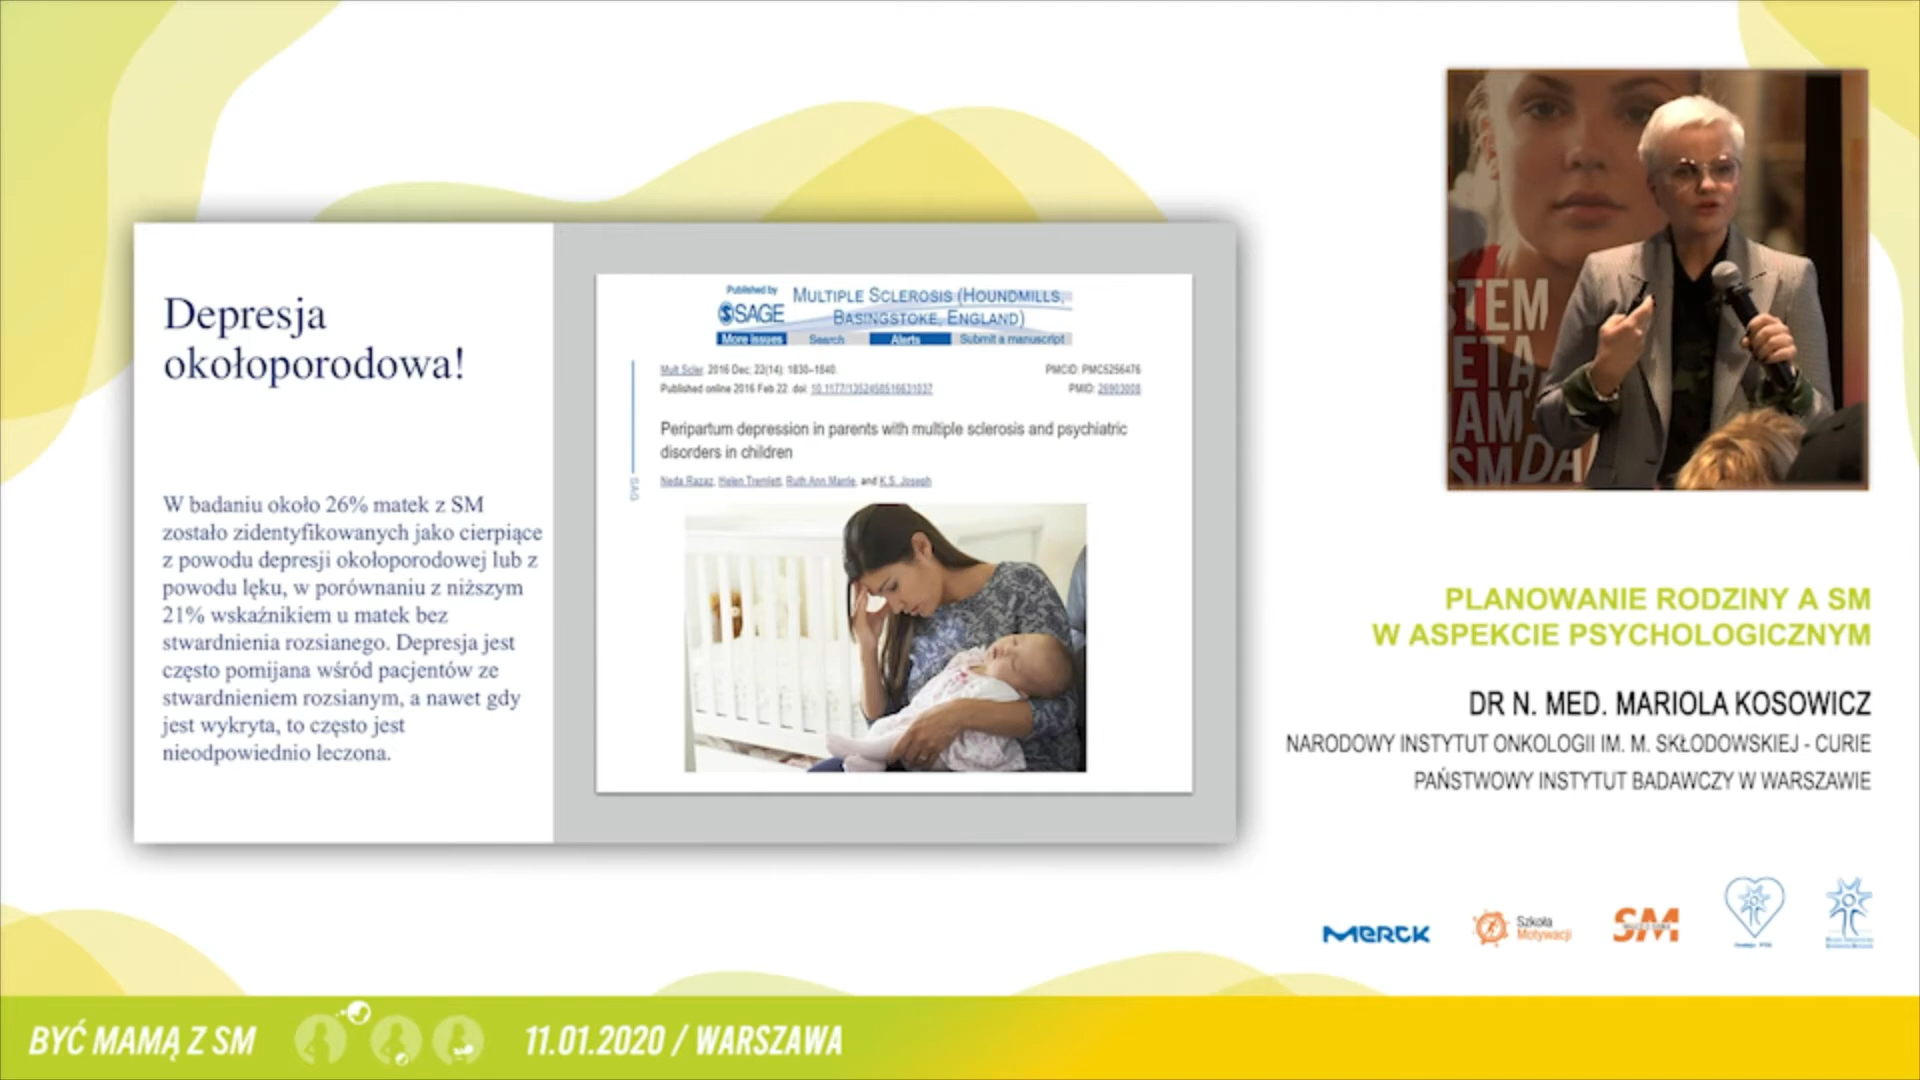 Depresja
okołoporodowa!
W badaniu około 26% matek z SM
zostało zidentyfikowanych jako cierpiące
z powodu depresji okołoporodowej lub z
powodu lęku, w porównaniu z niższym
21% wskaźnikiem u matek bez
stwardnienia rozsianego. Depresja jest
często pomijana wśród pacjentów ze
stwardnieniem rozsianym, a nawet gdy
jest wykryta, to często jest
nieodpowiednio leczona.
Published by
SAGE
MULTIPLE SCLEROSIS (HOUNDMILLS,
BASINGSTOKE, ENGLAND)
More issues Search Alerts Submit a manuscript
Mult Scler. 2016 Dec; 22(14): 1830–1840.
PMCID: PMC5256476
Published online 2016 Feb 22. doi: 10.1177/1352458516631037
PMID: 26903008
Peripartum depression in parents with multiple sclerosis and psychiatric
disorders in children
Neda Razaz, Helen Tremlett, Ruth Ann Marrie, and K.S. Joseph
SAG
STEM
ETA
AM
SM DA
PLANOWANIE RODZINY A SM
W ASPEKCIE PSYCHOLOGICZNYM
DR N. MED. MARIOLA KOSOWICZ
NARODOWY INSTYTUT ONKOLOGII IM. M. SKŁODOWSKIEJ - CURIE
PAŃSTWOWY INSTYTUT BADAWCZY W WARSZAWIE
MERCK
Szkoła
Motywacji
SM
BYĆ MAMĄ Z SM
11.01.2020 / WARSZAWA